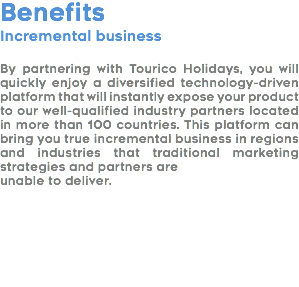 Benefits
Incremental business
By partnering with Tourico Holidays, you will
quickly enjoy a diversified technology-driven
platform that will instantly expose your product
to our well-qualified industry partners located
in more than 100 countries. This platform can
bring you true incremental business in regions
and industries that traditional marketing
strategies and partners are
unable to deliver.